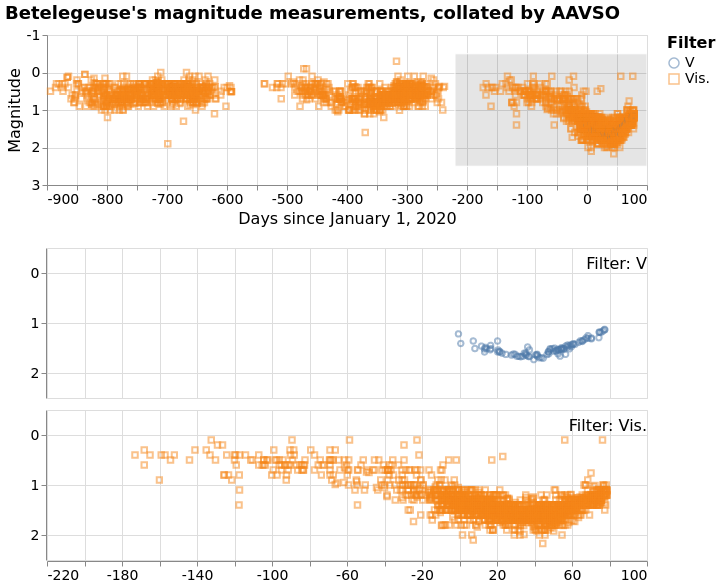 Betelegeuse's magnitude measurements, collated by AAVSO
Filter
V
Vis.
Magnitude
-1
0
1
2
3
-900 -800 -700 -600 -500 -400 -300 -200 -100 0 100
Days since January 1, 2020
Filter: V
0
1
2
Filter: Vis.
0
1
2
-220 -180 -140 -100 -60 -20 20 60 100